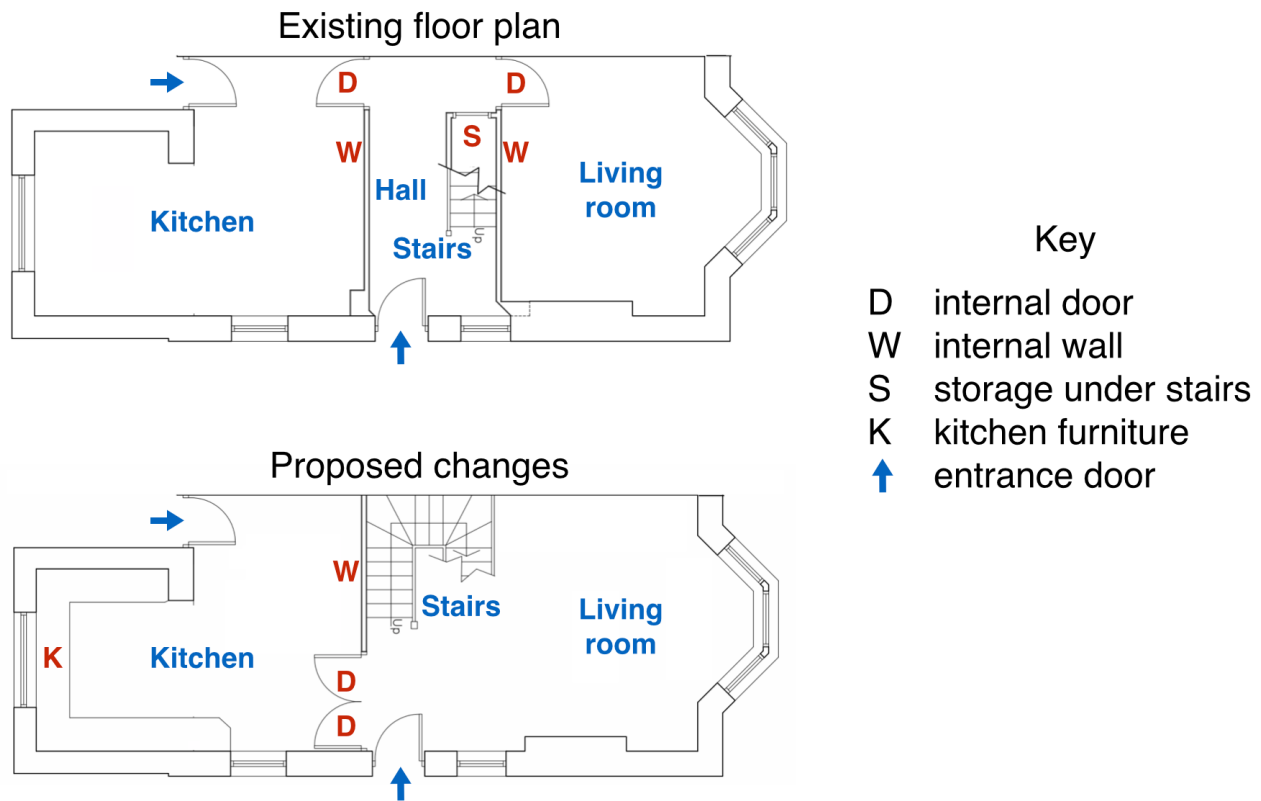 Existing floor plan
D
D
W
S
W
Hall
Living
room
Kitchen
Stairs
Up
Key
D internal door
W internal wall
S storage under stairs
K kitchen furniture
entrance door
Proposed changes
W
Stairs
Living
room
Up
K
Kitchen
D
D